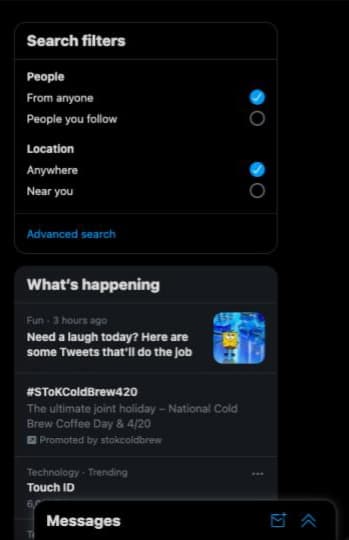 Search filters
People
From anyone
People you follow
Location
Anywhere
Near you
Advanced search
What's happening
Fun · 3 hours ago
Need a laugh today? Here are
some Tweets that'll do the job
#SToKColdBrew420
The ultimate joint holiday – National Cold
Brew Coffee Day & 4/20
Promoted by stokcoldbrew
Technology · Trending
Touch ID
Messages